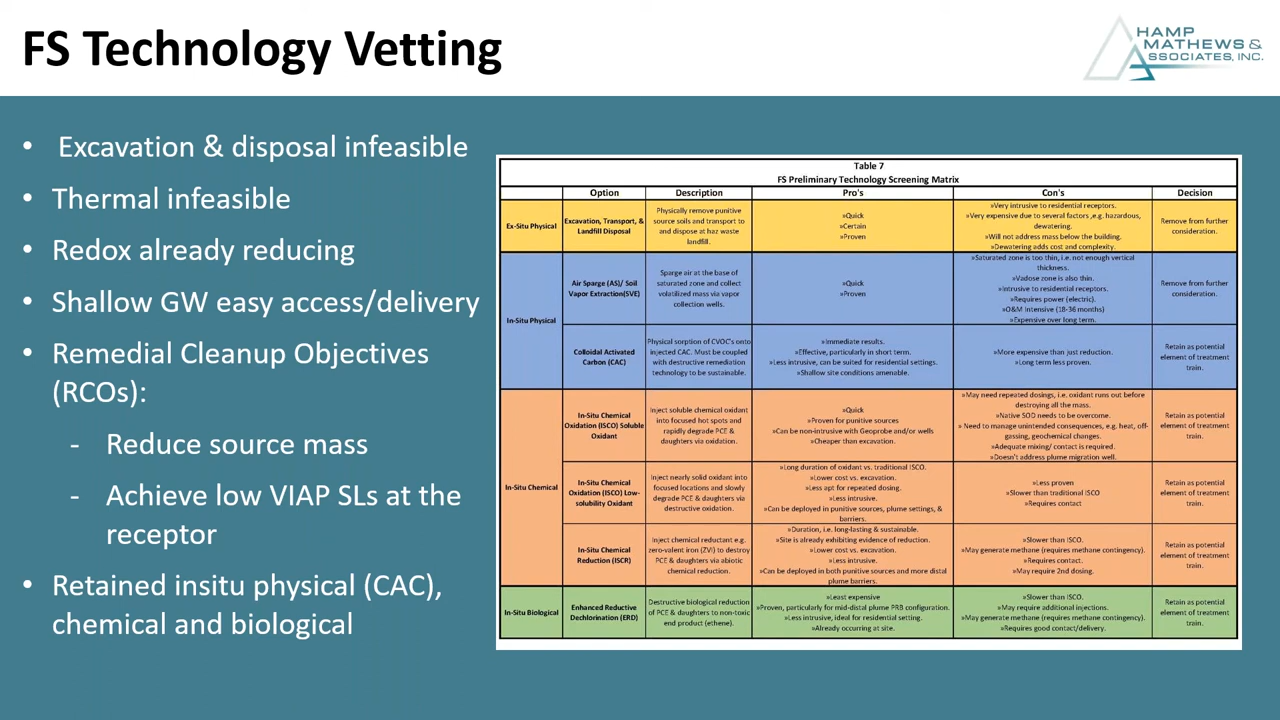 FS Technology Vetting
HAMP
MATHEWS &
SSOCIATES, INC.
• Excavation & disposal infeasible
• Thermal infeasible
• Redox already reducing
• Shallow GW easy access/delivery
• Remedial Cleanup Objectives
(RCOs):
- Reduce source mass
- Achieve low VIAP SLs at the
receptor
• Retained insitu physical (CAC),
chemical and biological
Table 7
FS Preliminary Technology Screening Matrix
Option Description Pro's Con's Decision
Ex-Situ Physical
Excavation, Transport, &
Landfill Disposal
Physically remove punitive
source soils and transport to
and dispose at haz waste
landfill.
»Quick
»Certain
»Proven
»Very intrusive to residential receptors.
»Very expensive due to several factors ,e.g. hazardous,
dewatering.
»Will not address mass below the building.
»Dewatering adds cost and complexity.
Remove from further
consideration.
In-Situ Physical
Air Sparge (AS)/ Soil
Vapor Extraction(SVE)
Sparge air at the base of
saturated zone and collect
volatilized mass via vapor
collection wells.
»Quick
»Proven
»Saturated zone is too thin, i.e. not enough vertical
thickness.
»Vadose zone is also thin.
»Intrusive to residential receptors.
»Requires power (electric).
»O&M Intensive (18-36 months)
»Expensive over long term.
Remove from further
consideration.
Colloidal Activated
Carbon (CAC)
Physical sorption of CVOC's onto
injected CAC. Must be coupled
with destructive remediation
technology to be sustainable.
»Immediate results.
»Effective, particularly in short term.
»Less intrusive, can be suited for residential settings.
»Shallow site conditions amenable.
»More expensive than just reduction.
»Long term less proven.
Retain as potential
element of treatment
train.
In-Situ Chemical
In-Situ Chemical
Oxidation (ISCO) Soluble
Oxidant
Inject soluble chemical oxidant
into focused hot spots and
rapidly degrade PCE &
daughters via oxidation.
»Quick
»Proven for punitive sources
»Can be non-intrusive with Geoprobe and/or wells
»Cheaper than excavation.
»May need repeated dosings, i.e. oxidant runs out before
destroying all the mass.
»Native SOD needs to be overcome.
» Need to manage unintended consequences, e.g. heat, off-
gassing, geochemical changes.
»Adequate mixing/ contact is required.
»Doesn't address plume migration well.
Retain as potential
element of treatment
train.
In-Situ Chemical
Oxidation (ISCO) Low-
solubility Oxidant
Inject nearly solid oxidant into
focused locations and slowly
degrade PCE & daughters via
destructive oxidation.
»Long duration of oxidant vs. traditional ISCO.
»Lower cost vs. excavation.
»Less apt for repeated dosing.
»Less intrusive.
»Can be deployed in punitive sources, plume settings, &
barriers.
»Less proven
»Slower than traditional ISCO
»Requires contact
Retain as potential
element of treatment
train.
In-Situ Chemical
Reduction (ISCR)
Inject chemical reductant e.g.
zero-valent iron (ZVI) to destroy
PCE & daughters via abiotic
chemical reduction.
»Duration, i.e. long-lasting & sustainable.
»Site is already exhibiting evidence of reduction.
»Lower cost vs. excavation.
»Less intrusive.
»Can be deployed in both punitive sources and more distal
plume barriers.
»Slower than ISCO.
»May generate methane (requires methane contingency).
»Requires contact.
»May require 2nd dosing.
Retain as potential
element of treatment
train.
In-Situ Biological
Enhanced Reductive
Dechlorination (ERD)
Destructive biological reduction
of PCE & daughters to non-toxic
end product (ethene).
»Least expensive
»Proven, particularly for mid-distal plume PRB configuration.
»Less intrusive, ideal for residential setting.
»Already occurring at site.
»Slower than ISCO.
»May require additional injections.
»May generate methane (requires methane contingency).
»Requires good contact/delivery.
Retain as potential
element of treatment
train.